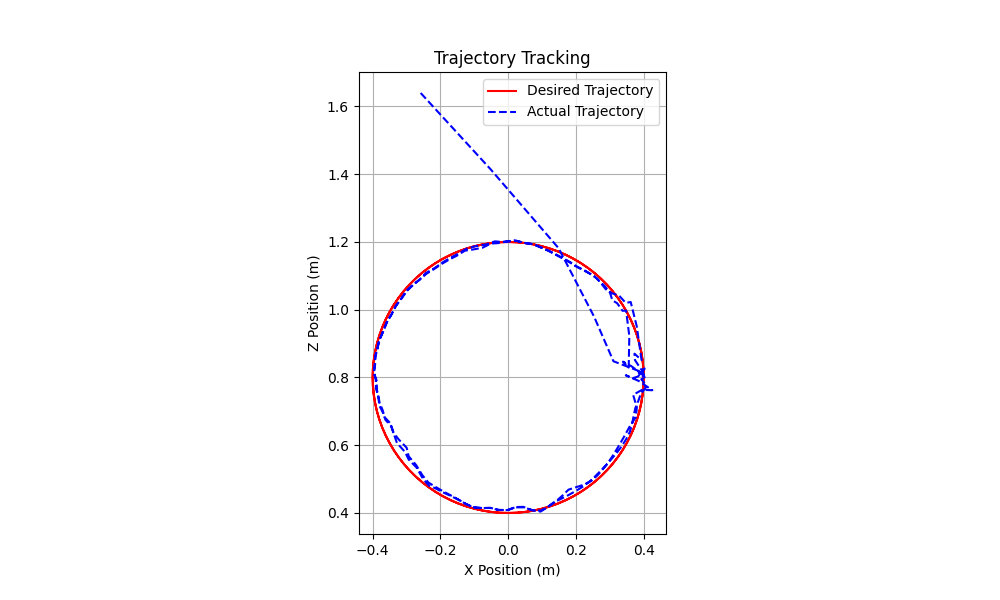 Trajectory Tracking
Desired Trajectory
Actual Trajectory
1.6
1.4
1.2
1.0
0.8
0.6
0.4
Z Position (m)
−0.4 −0.2 0.0 0.2 0.4
X Position (m)